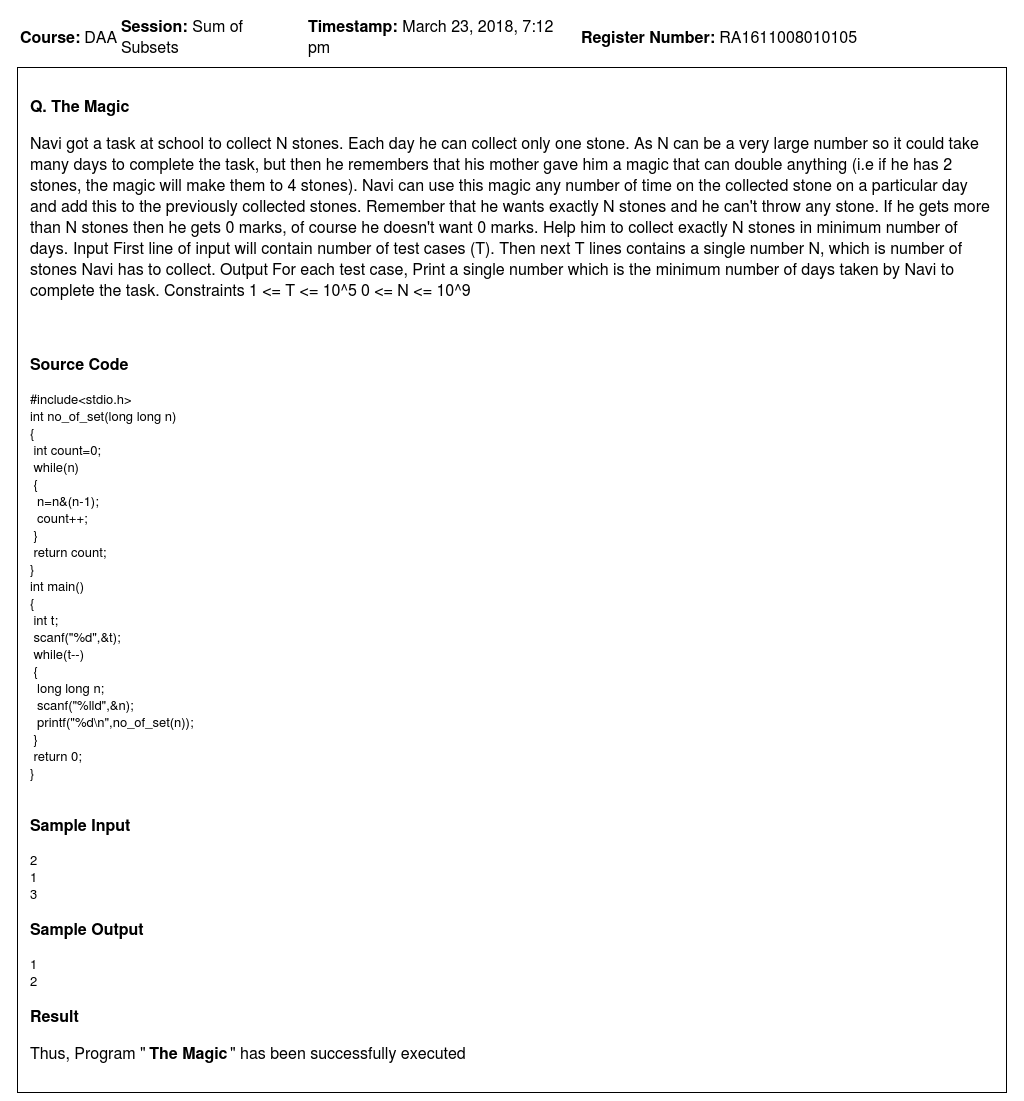 Course: DAA Session: Sum of Subsets Timestamp: March 23, 2018, 7:12 pm Register Number: RA1611008010105
Q. The Magic
Navi got a task at school to collect N stones. Each day he can collect only one stone. As N can be a very large number so it could take
many days to complete the task, but then he remembers that his mother gave him a magic that can double anything (i.e if he has 2
stones, the magic will make them to 4 stones). Navi can use this magic any number of time on the collected stone on a particular day
and add this to the previously collected stones. Remember that he wants exactly N stones and he can't throw any stone. If he gets more
than N stones then he gets 0 marks, of course he doesn't want 0 marks. Help him to collect exactly N stones in minimum number of
days. Input First line of input will contain number of test cases (T). Then next T lines contains a single number N, which is number of
stones Navi has to collect. Output For each test case, Print a single number which is the minimum number of days taken by Navi to
complete the task. Constraints 1 <= T <= 10^5 0 <= N <= 10^9
Source Code
#include<stdio.h>
int no_of_set(long long n)
{
int count=0;
while(n)
{
n=n&(n-1);
count++;
}
return count;
}
int main()
{
int t;
scanf("%d",&t);
while(t--)
{
long long n;
scanf("%lld",&n);
printf("%d\n",no_of_set(n));
}
return 0;
}
Sample Input
2
1
3
Sample Output
1
2
Result
Thus, Program " The Magic " has been successfully executed